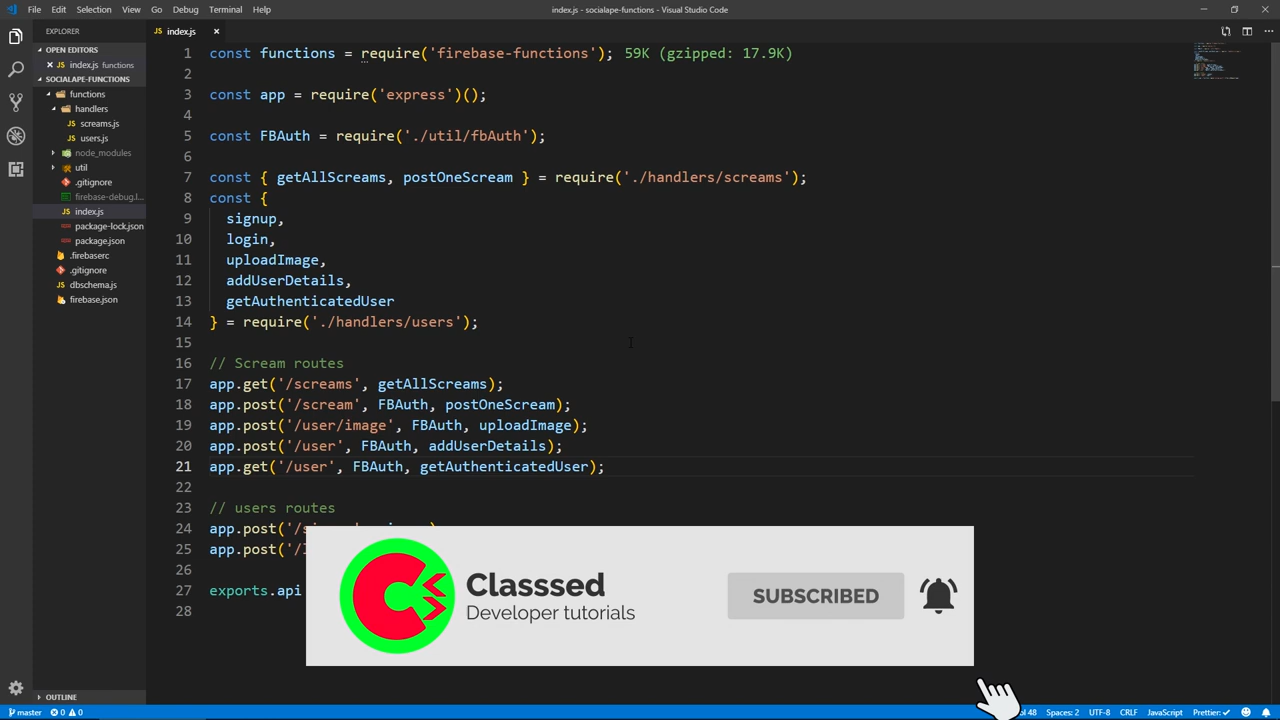 File Edit Selection View Go Debug Terminal Help
index.js - socialape-functions - Visual Studio Code
EXPLORER
OPEN EDITORS
index.js functions
SOCIALAPE-FUNCTIONS
functions
handlers
screams.js
users.js
node_modules
util
.gitignore
firebase-debug.l...
index.js
package-lock.json
package.json
.firebaserc
.gitignore
dbschema.js
firebase.json
OUTLINE
index.js
1 const functions = require('firebase-functions'); 59K (gzipped: 17.9K)
2
3 const app = require('express')();
4
5 const FBAuth = require('./util/fbAuth');
6
7 const { getAllScreams, postOneScream } = require('./handlers/screams');
8 const {
9 signup,
10 login,
11 uploadImage,
12 addUserDetails,
13 getAuthenticatedUser
14 } = require('./handlers/users');
15
16 // Scream routes
17 app.get('/screams', getAllScreams);
18 app.post('/scream', FBAuth, postOneScream);
19 app.post('/user/image', FBAuth, uploadImage);
20 app.post('/user', FBAuth, addUserDetails);
21 app.get('/user', FBAuth, getAuthenticatedUser);
22
23 // users routes
24 app.post('/
25 app.post('/
26
27 exports.api
28
Classsed
Developer tutorials
SUBSCRIBED
master 0 0
48 Spaces: 2 UTF-8 CRLF JavaScript Prettier: ✓